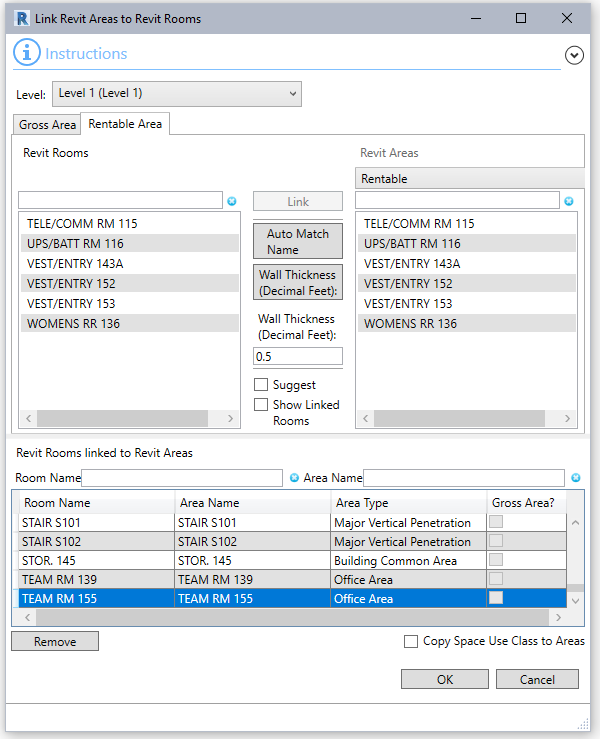 R Link Revit Areas to Revit Rooms
i Instructions
Level: Level 1 (Level 1)
Gross Area Rentable Area
Revit Rooms Revit Areas
Rentable
Link
TELE/COMM RM 115 TELE/COMM RM 115
UPS/BATT RM 116 Auto Match Name UPS/BATT RM 116
VEST/ENTRY 143A VEST/ENTRY 143A
VEST/ENTRY 152 Wall Thickness (Decimal Feet): VEST/ENTRY 152
VEST/ENTRY 153 VEST/ENTRY 153
WOMENS RR 136 Wall Thickness (Decimal Feet): WOMENS RR 136
0.5
Suggest
Show Linked
Rooms
Revit Rooms linked to Revit Areas
Room Name Area Name
Room Name Area Name Area Type Gross Area?
STAIR S101 STAIR S101 Major Vertical Penetration
STAIR S102 STAIR S102 Major Vertical Penetration
STOR. 145 STOR. 145 Building Common Area
TEAM RM 139 TEAM RM 139 Office Area
TEAM RM 155 TEAM RM 155 Office Area
Remove Copy Space Use Class to Areas
OK Cancel